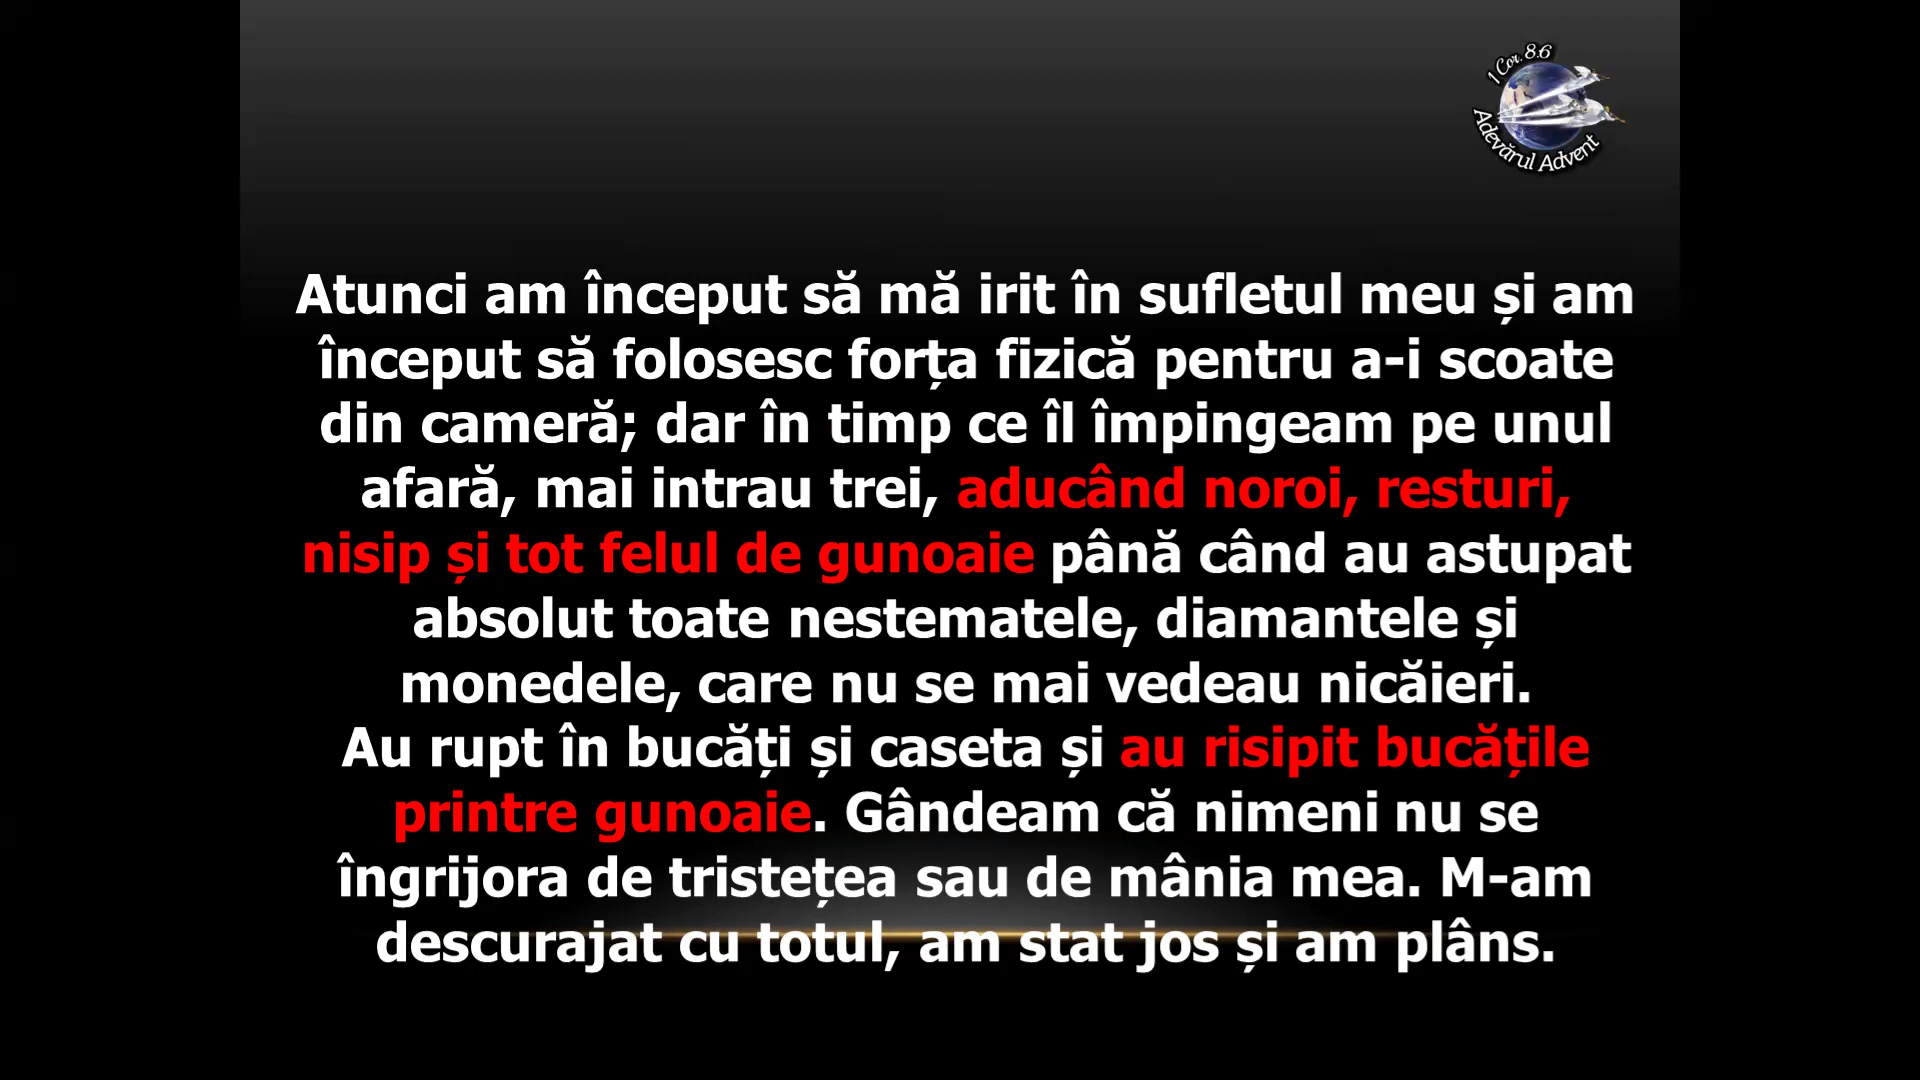 1 Cor. 8:6
Adevărul Advent
Atunci am început să mă irit în sufletul meu și am
început să folosesc forța fizică pentru a-i scoate
din cameră; dar în timp ce îl împingeam pe unul
afară, mai intrau trei, aducând noroi, resturi,
nisip și tot felul de gunoaie până când au astupat
absolut toate nestematele, diamantele și
monedele, care nu se mai vedeau nicăieri.
Au rupt în bucăți și caseta și au risipit bucățile
printre gunoaie. Gândeam că nimeni nu se
îngrijora de tristețea sau de mânia mea. M-am
descurajat cu totul, am stat jos și am plâns.